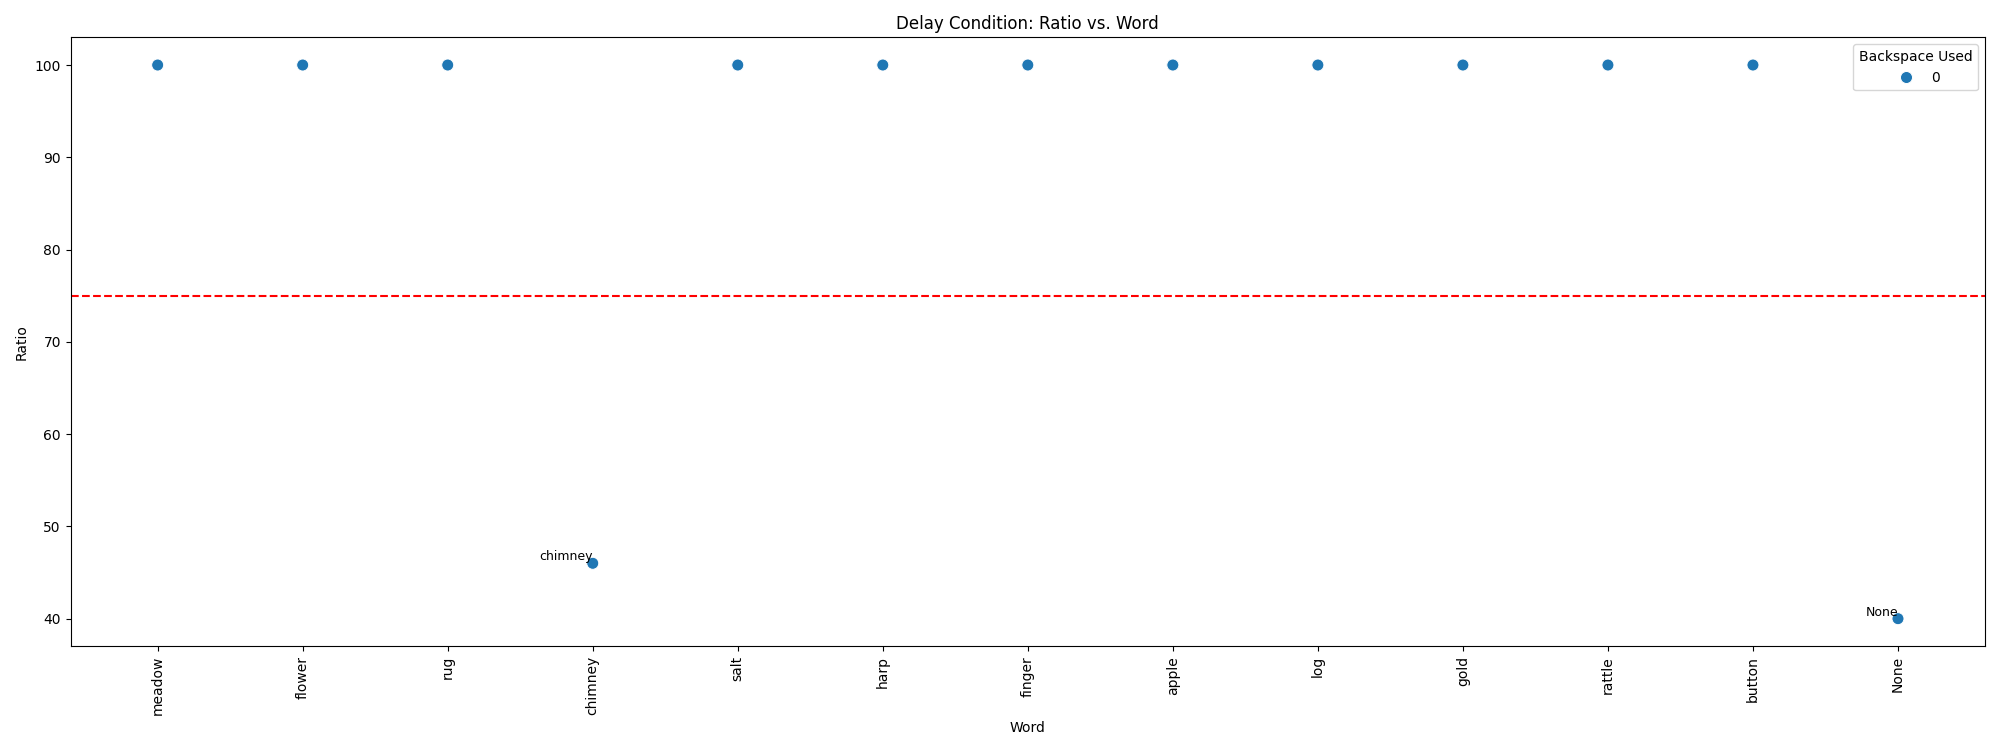 Delay Condition: Ratio vs. Word
Backspace Used
0
100
90
80
70
60
50
40
Ratio
chimney
None
meadow
flower
rug
chimney
salt
harp
finger
apple
log
gold
rattle
button
None
Word